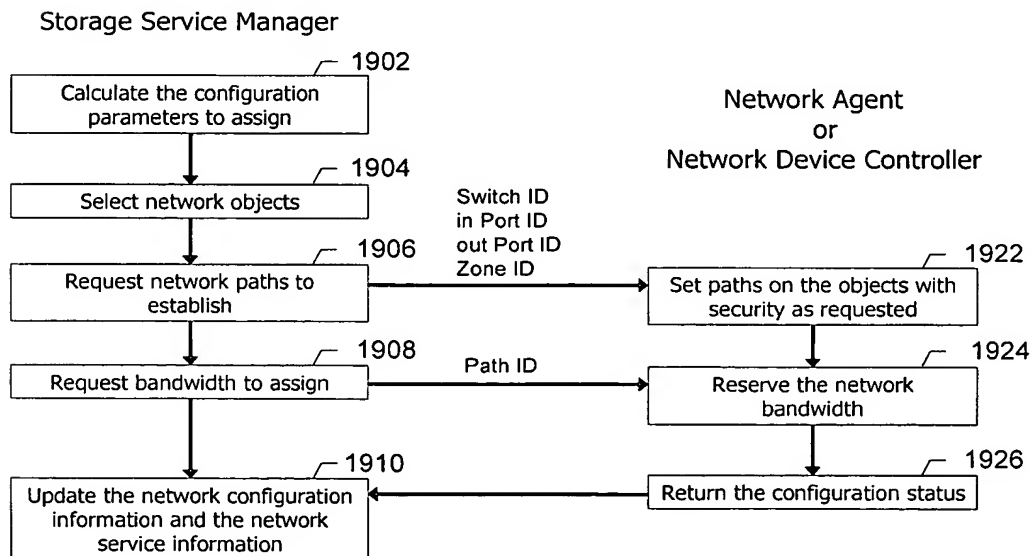 Storage Service Manager
1902
Calculate the configuration
parameters to assign
1904
Select network objects
1906
Request network paths to
establish
1908
Request bandwidth to assign
1910
Update the network configuration
information and the network
service information
Switch ID
in Port ID
out Port ID
Zone ID
Path ID
Network Agent
or
Network Device Controller
1922
Set paths on the objects with
security as requested
1924
Reserve the network
bandwidth
1926
Return the configuration status